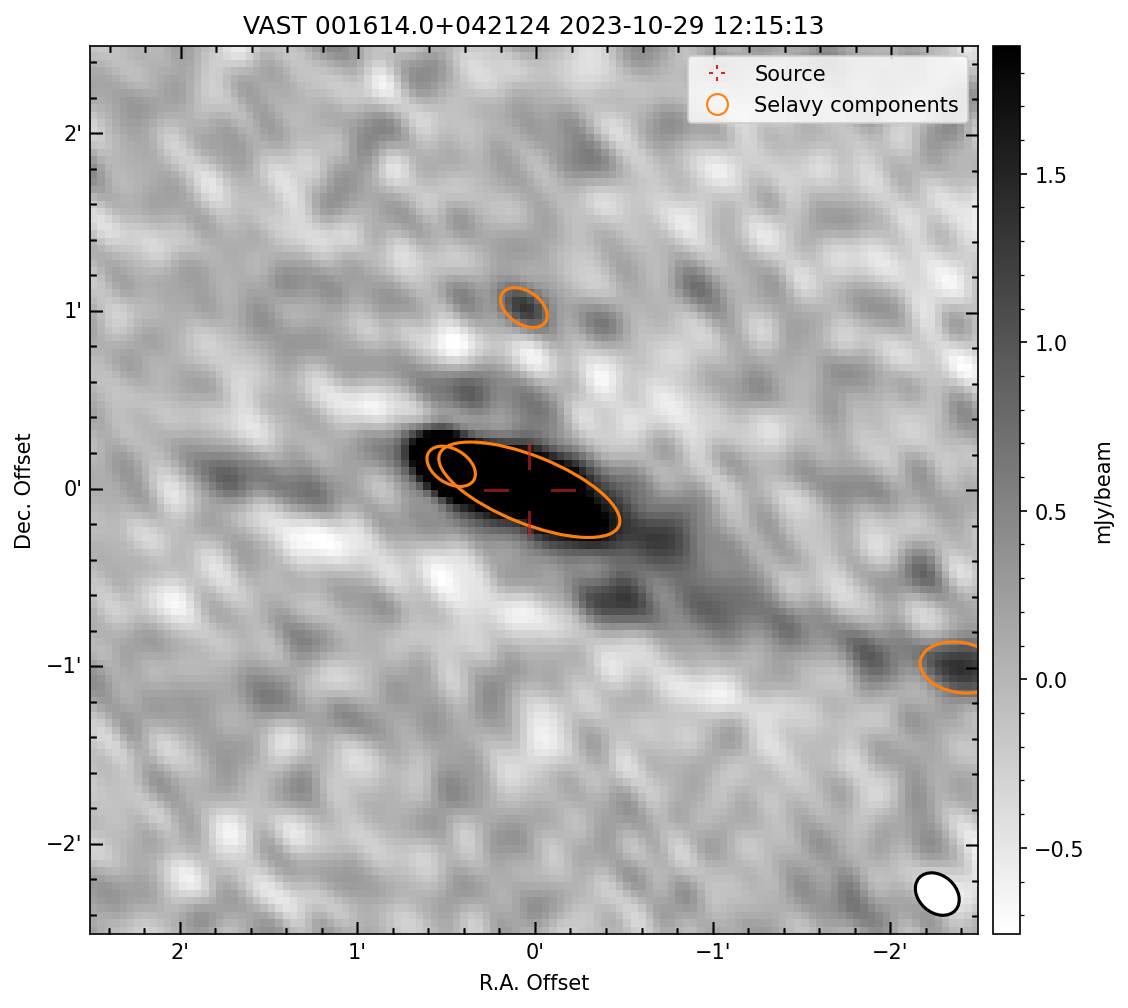 VAST 001614.0+042124 2023-10-29 12:15:13
Source
Selavy components
2'
1'
0'
−1'
−2'
Dec. Offset
2'
1'
0'
−1'
−2'
R.A. Offset
1.5
1.0
0.5
0.0
−0.5
mJy/beam